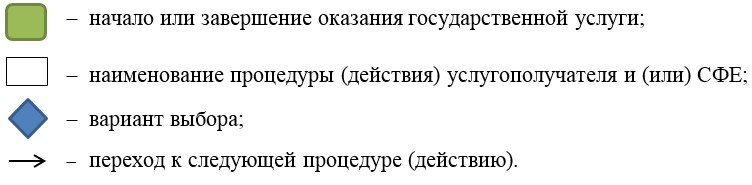 – начало или завершение оказания государственной услуги;
– наименование процедуры (действия) услугополучателя и (или) СФЕ;
– вариант выбора;
– переход к следующей процедуре (действию).